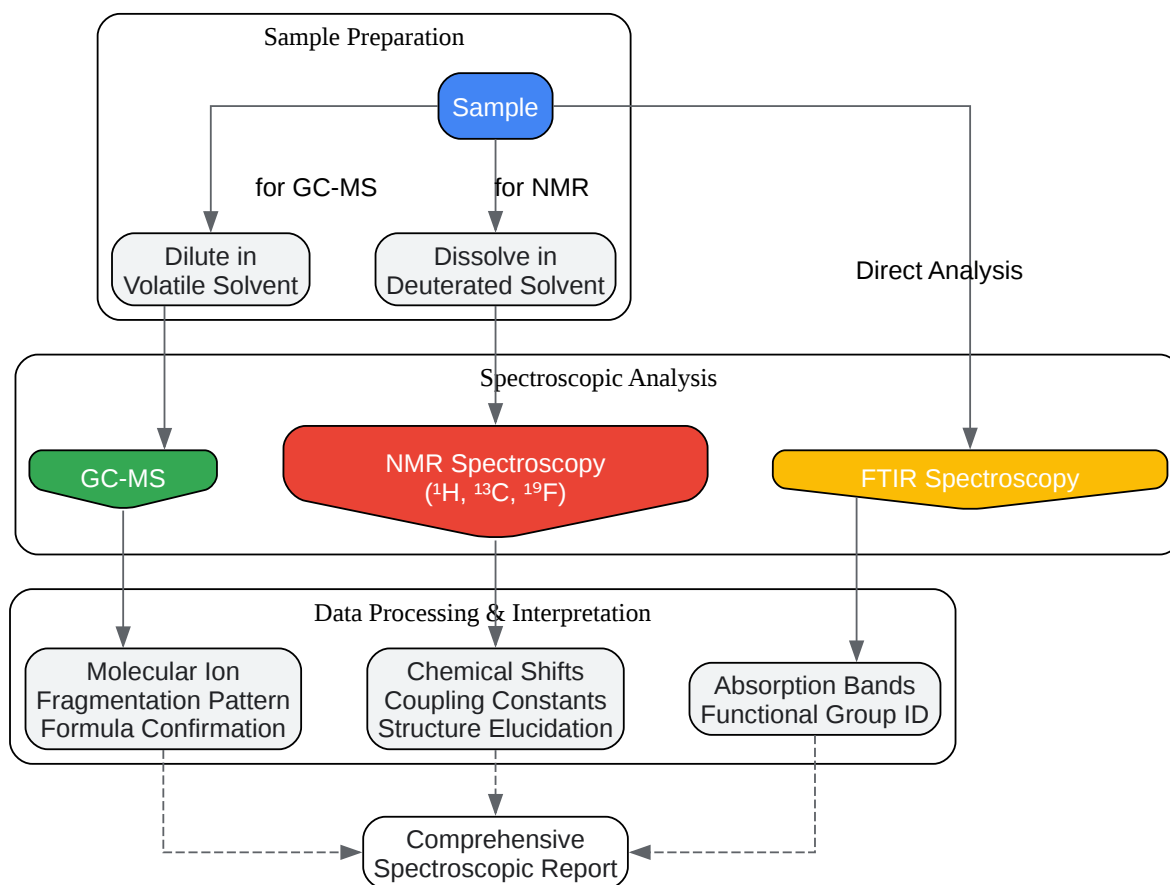 Sample Preparation
Sample
for GC-MS
for NMR
Dilute in
Volatile Solvent
Dissolve in
Deuterated Solvent
Direct Analysis
Spectroscopic Analysis
GC-MS
NMR Spectroscopy
(¹H, ¹³C, ¹⁹F)
FTIR Spectroscopy
Data Processing & Interpretation
Molecular Ion
Fragmentation Pattern
Formula Confirmation
Chemical Shifts
Coupling Constants
Structure Elucidation
Absorption Bands
Functional Group ID
Comprehensive
Spectroscopic Report